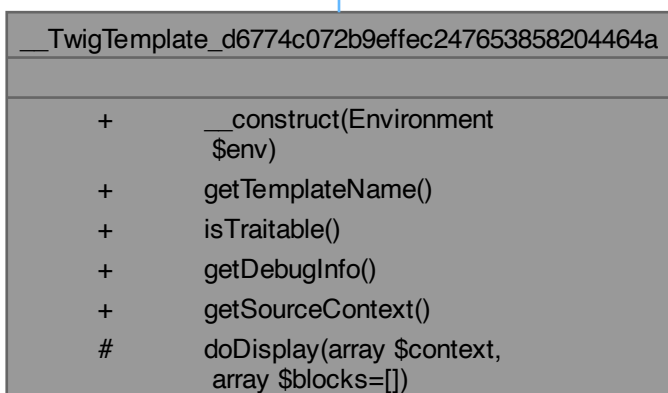 __TwigTemplate_d6774c072b9effec247653858204464a
+ __construct(Environment
$env)
+ getTemplateName()
+ isTraitable()
+ getDebugInfo()
+ getSourceContext()
# doDisplay(array $context,
array $blocks=[])